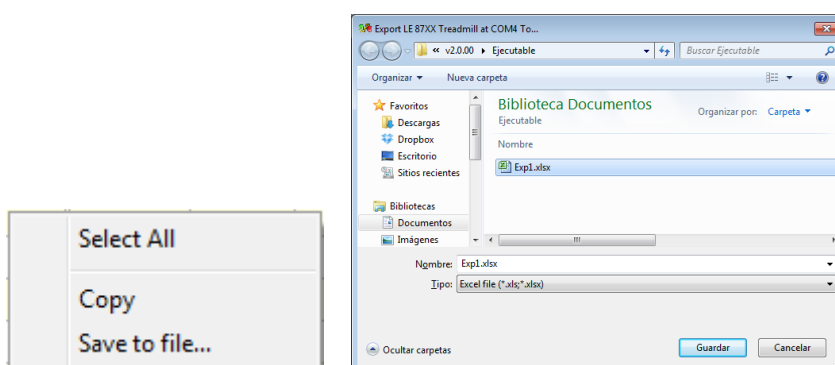 Select All
Copy
Save to file...
Export LE 87XX Treadmill at COM4 To...
« v2.0.00 ▸ Ejecutable
Buscar Ejecutable
Organizar
Nueva carpeta
Favoritos
Descargas
Dropbox
Escritorio
Sitios recientes
Bibliotecas
Documentos
Imágenes
Biblioteca Documentos
Ejecutable
Organizar por: Carpeta
Nombre
Exp1.xlsx
Nombre: Exp1.xlsx
Tipo: Excel file (*.xls;*.xlsx)
Ocultar carpetas
Guardar
Cancelar